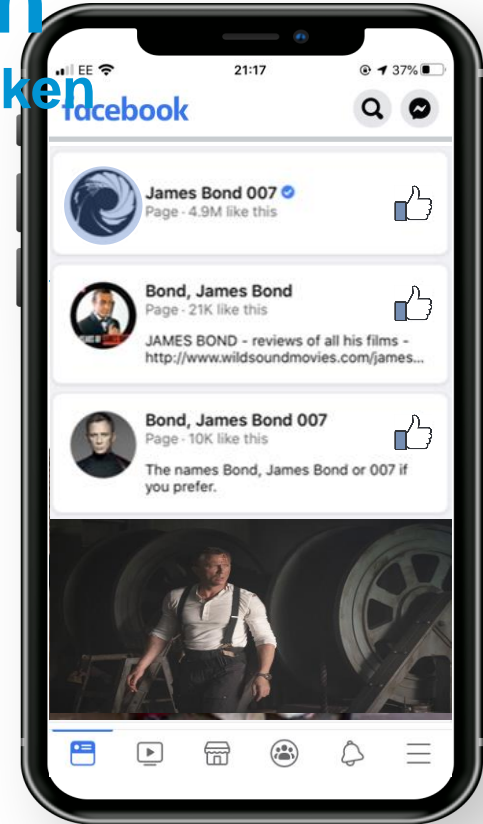 n
ken
EE
21:17
37%
facebook
James Bond 007
Page · 4.9M like this
Bond, James Bond
Page · 21K like this
JAMES BOND - reviews of all his films -
http://www.wildsoundmovies.com/james...
Bond, James Bond 007
Page · 10K like this
The names Bond, James Bond or 007 if
you prefer.